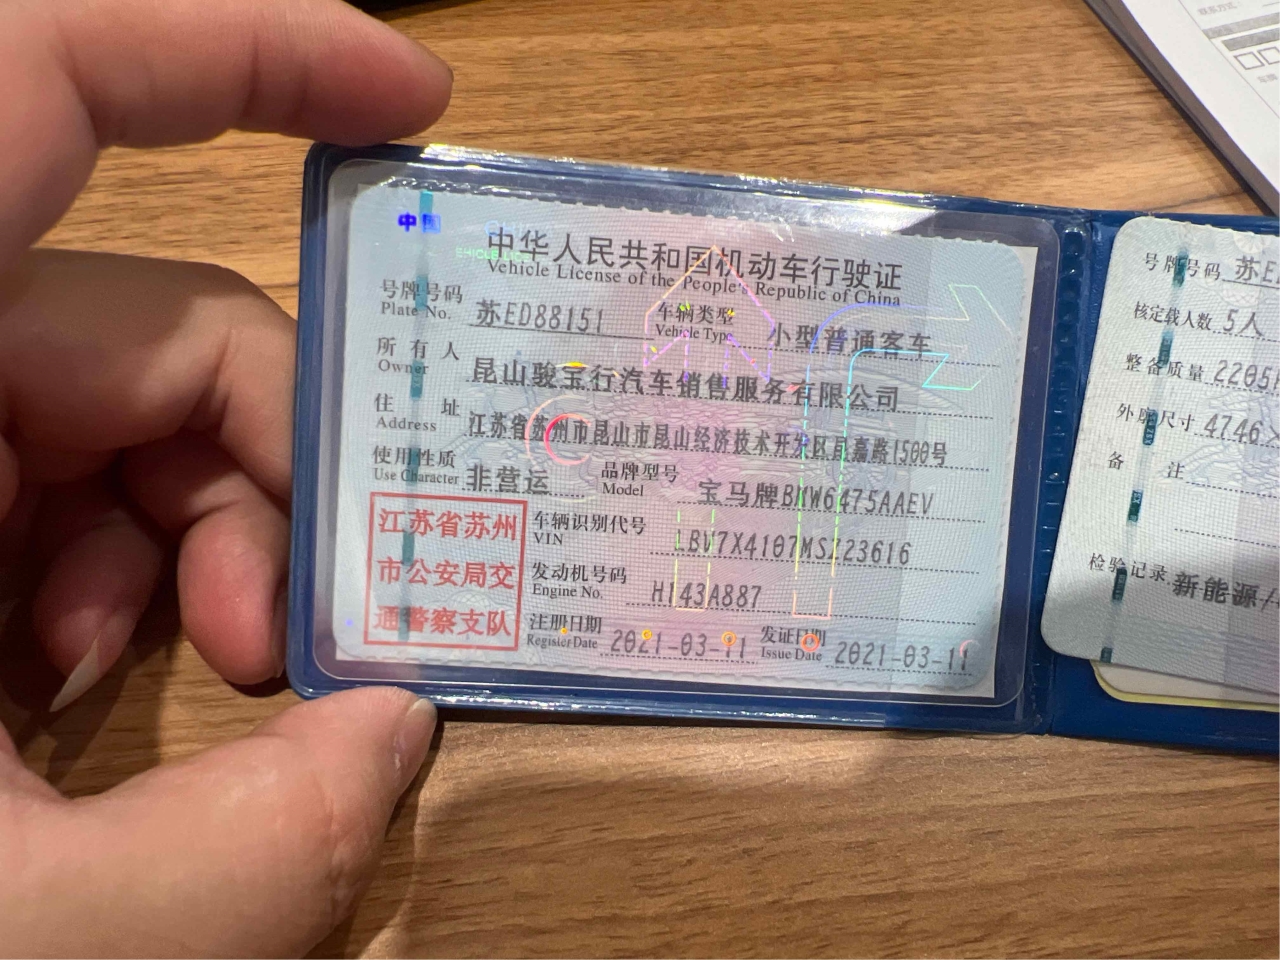 中国
中华人民共和国机动车行驶证
Vehicle License of the People's Republic of China
号牌号码 Plate No. 苏ED88151 车辆类型 Vehicle Type 小型普通客车
所有人 Owner 昆山骏宝行汽车销售服务有限公司
住址 Address 江苏省苏州市昆山市昆山经济技术开发区昆嘉路1500号
使用性质 Use Character 非营运 品牌型号 Model 宝马牌BMW6475AAEV
江苏省苏州
市公安局交
通警察支队
车辆识别代号 VIN
发动机号码 Engine No. H143A887
注册日期 Register Date 2021-03-11 发证日期 Issue Date 2021-03-11
号牌号码 苏E
核定载人数 5人
整备质量 2205
外廓尺寸 4746×
备注
检验记录 新能源/
联系方式: